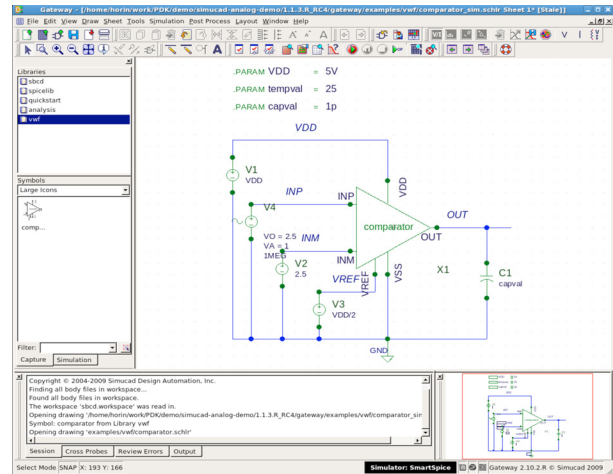 Gateway - [/home/horin/work/PDK/demo/simucad-analog-demo/1.1.3.R_RC4/gateway/examples/vwf/comparator_sim.schlr Sheet 1* [Stale]]
File Edit View Draw Sheet Tools Simulation Post Process Layout Window Help
Libraries
sbcd
spicelib
quickstart
analysis
vwf
Symbols
Large Icons
comp...
Filter:
Capture Simulation
.PARAM VDD = 5V
.PARAM tempval = 25
.PARAM capval = 1p
VDD
V1
VDD
INP
INP
VDD
V4
OUT
comparator
OUT
VO = 2.5
VA = 1
1MEG
INM
INM
V2
2.5
VREF
VREF
VSS
X1
C1
capval
V3
VDD/2
GND
Copyright © 2004-2009 Simucad Design Automation, Inc.
Finding all body files in workspace...
Found all body files in workspace.
The workspace 'sbcd.workspace' was read in.
Opening drawing '/home/horin/work/PDK/demo/simucad-analog-demo/1.1.3.R_RC4/gateway/examples/vwf/comparator_sin
Symbol: comparator from Library vwf
Opening drawing 'examples/vwf/comparator.schlr'
Session Cross Probes Review Errors Output
Select Mode SNAP X: 193 Y: 166 Simulator: SmartSpice Gateway 2.10.2.R © Simucad 2009